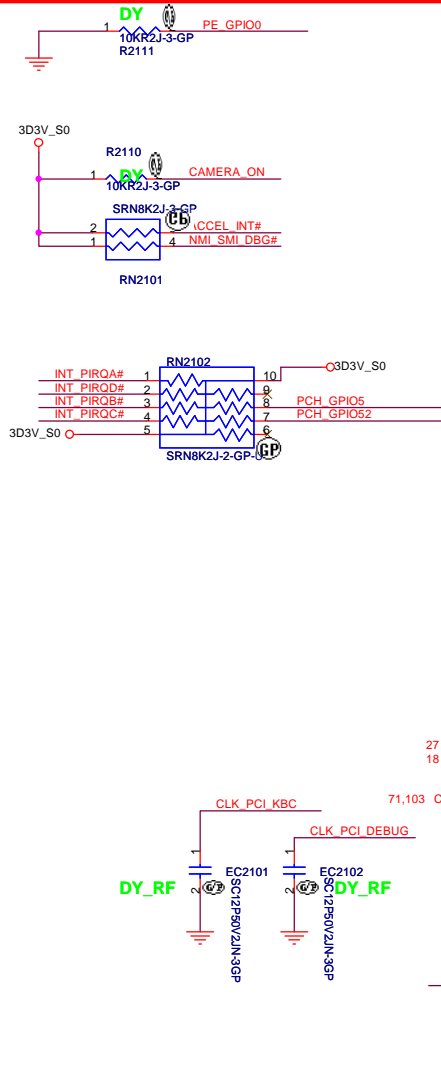 DY
1
PE_GPIO0
10KR2J-3-GP
R2111
3D3V_S0
R2110
1
DY
CAMERA_ON
10KR2J-3-GP
SRN8K2J-3-GP
2
ACCEL_INT#
1
4
NMI_SMI_DBG#
RN2101
RN2102
3D3V_S0
INT_PIRQA#
1
10
INT_PIRQD#
2
9
INT_PIRQB#
3
8
PCH_GPIO5
INT_PIRQC#
4
7
PCH_GPIO52
3D3V_S0
5
6
SRN8K2J-2-GP-U
GP
27
18
71,103
CLK_PCI_KBC
CLK_PCI_DEBUG
1
1
EC2101
EC2102
DY_RF
2
SC12P50V2JN-3GP
2
SC12P50V2JN-3GP
DY_RF